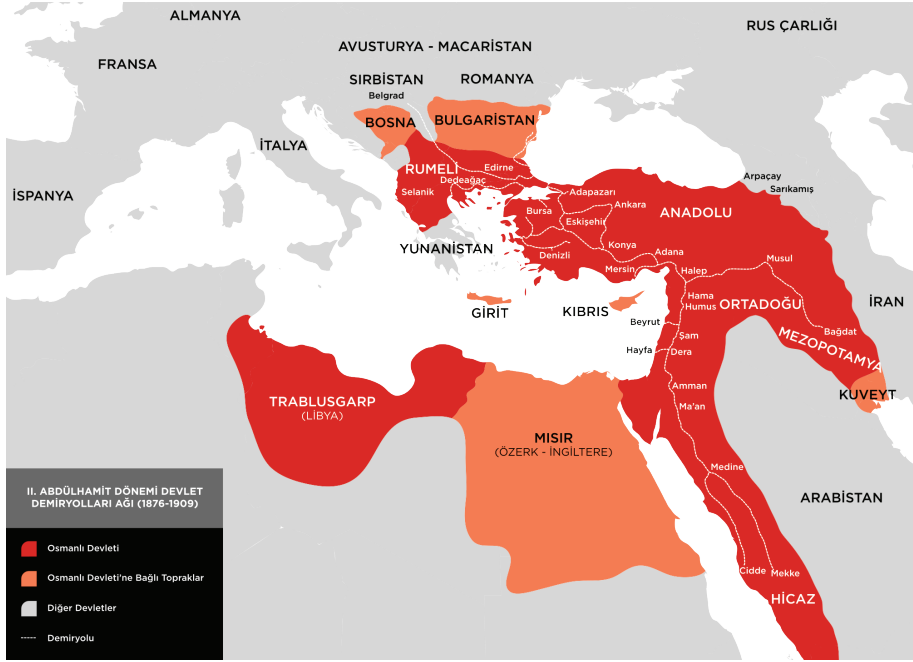 ALMANYA
RUS ÇARLIĞI
AVUSTURYA - MACARİSTAN
FRANSA
SIRBİSTAN
ROMANYA
Belgrad
BOSNA
BULGARİSTAN
İTALYA
RUMELİ
Edirne
Dedeağaç
Arpaçay
Sarıkamış
İSPANYA
Selanik
Adapazarı
Ankara
Bursa
Eskişehir
ANADOLU
YUNANİSTAN
Konya
Denizli
Adana
Mersin
Musul
Halep
GİRİT
KIBRIS
Hama
Humus
ORTADOĞU
İRAN
Beyrut
Şam
Bağdat
MEZOPOTAMYA
Hayfa
Dera
Amman
KUVEYT
TRABLUSGARP
(LİBYA)
Ma'an
MISIR
(ÖZERK - İNGİLTERE)
Medine
ARABİSTAN
Cidde
Mekke
HİCAZ
II. ABDÜLHAMİT DÖNEMİ DEVLET
DEMİRYOLLARI AĞI (1876-1909)
Osmanlı Devleti
Osmanlı Devleti'ne Bağlı Topraklar
Diğer Devletler
Demiryolu